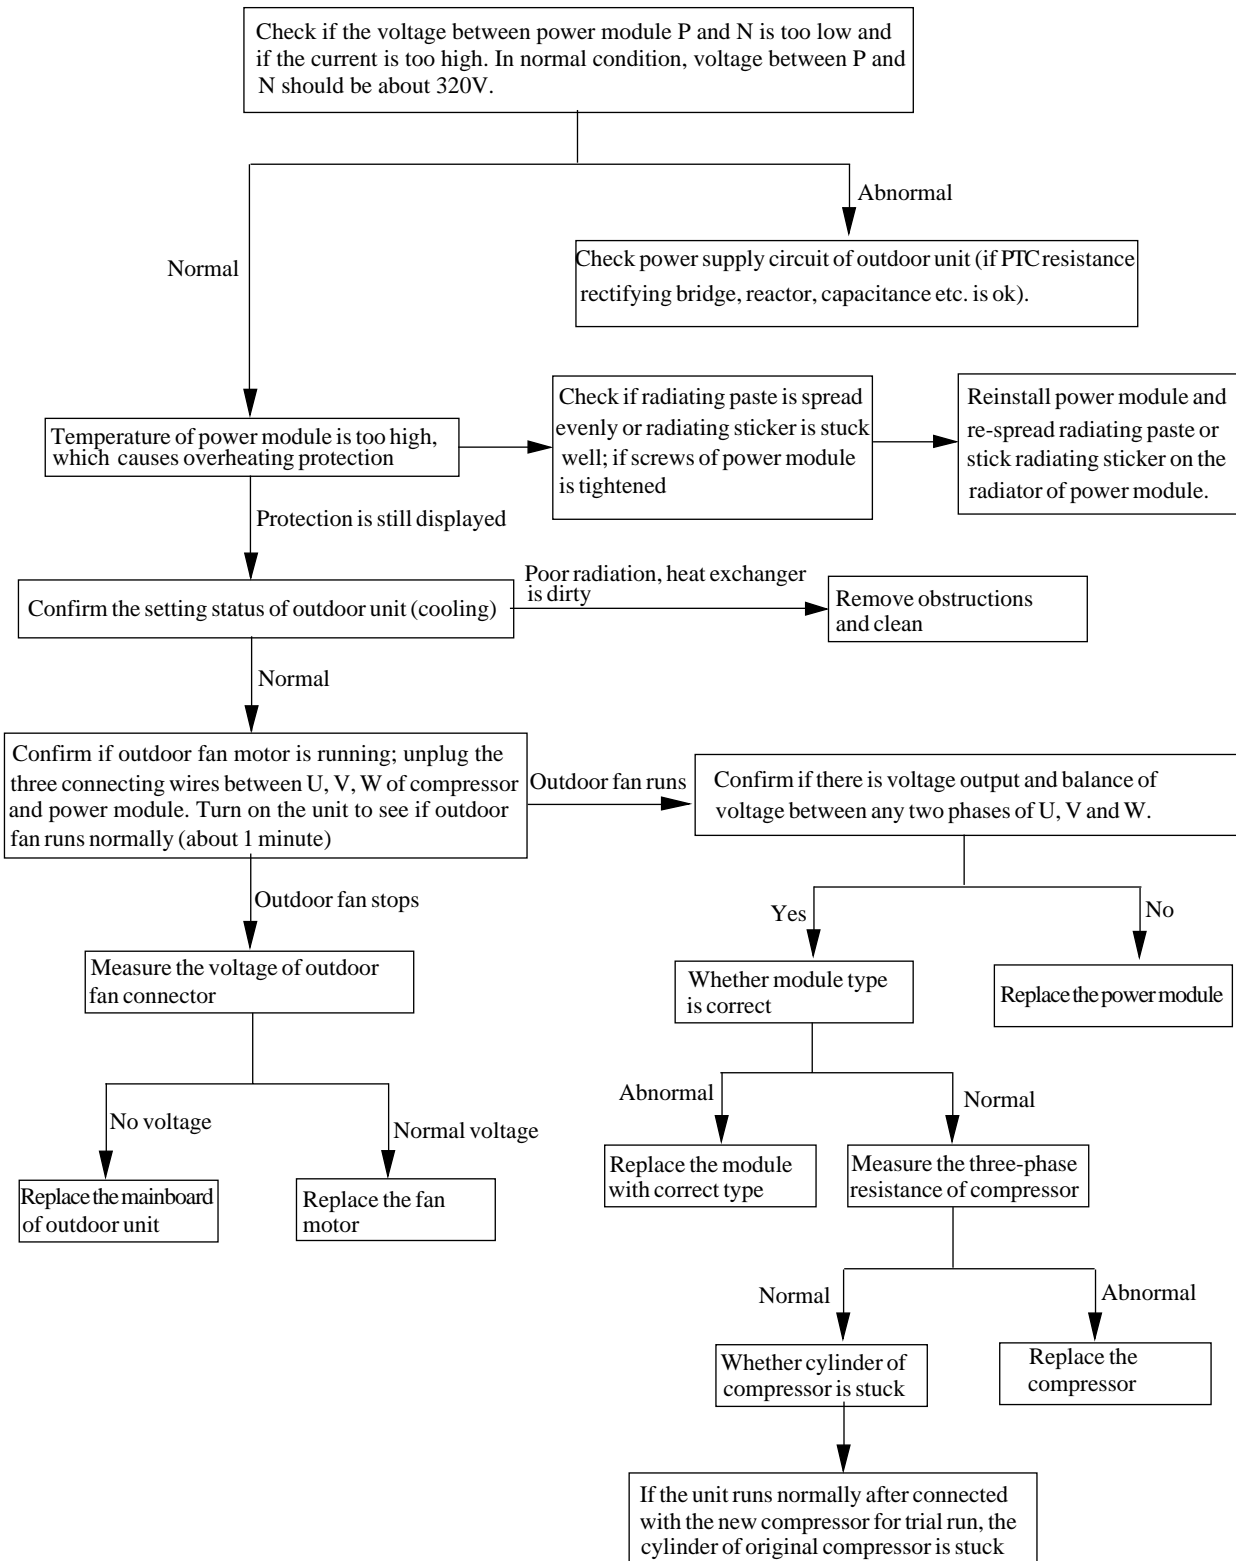 Check if the voltage between power module P and N is too low and
if the current is too high. In normal condition, voltage between P and
N should be about 320V.
Abnormal
Normal
Check power supply circuit of outdoor unit (if PTC resistance
rectifying bridge, reactor, capacitance etc. is ok).
Temperature of power module is too high,
which causes overheating protection
Check if radiating paste is spread
evenly or radiating sticker is stuck
well; if screws of power module
is tightened
Reinstall power module and
re-spread radiating paste or
stick radiating sticker on the
radiator of power module.
Protection is still displayed
Confirm the setting status of outdoor unit (cooling)
Poor radiation, heat exchanger
is dirty
Remove obstructions
and clean
Normal
Confirm if outdoor fan motor is running; unplug the
three connecting wires between U, V, W of compressor
and power module. Turn on the unit to see if outdoor
fan runs normally (about 1 minute)
Outdoor fan runs
Confirm if there is voltage output and balance of
voltage between any two phases of U, V and W.
Outdoor fan stops
Yes
No
Measure the voltage of outdoor
fan connector
Whether module type
is correct
Replace the power module
No voltage
Normal voltage
Abnormal
Normal
Replace the mainboard
of outdoor unit
Replace the fan
motor
Replace the module
with correct type
Measure the three-phase
resistance of compressor
Normal
Abnormal
Whether cylinder of
compressor is stuck
Replace the
compressor
If the unit runs normally after connected
with the new compressor for trial run, the
cylinder of original compressor is stuck